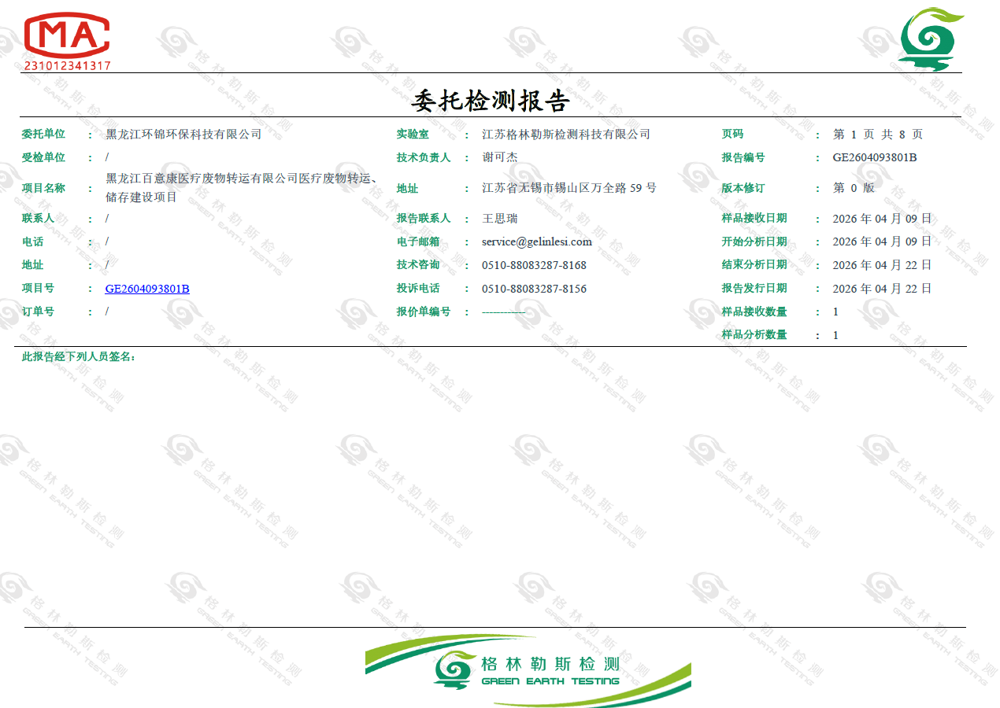 MA
231012341317
委托检测报告
委托单位 : 黑龙江环锦环保科技有限公司 实验室 : 江苏格林勒斯检测科技有限公司 页码 : 第 1 页 共 8 页
受检单位 : / 技术负责人 : 谢可杰 报告编号 : GE2604093801B
项目名称 : 黑龙江百意康医疗废物转运有限公司医疗废物转运、
储存建设项目 地址 : 江苏省无锡市锡山区万全路 59 号 版本修订 : 第 0 版
联系人 : / 报告联系人 : 王思瑞 样品接收日期 : 2026 年 04 月 09 日
电话 : / 电子邮箱 : service@gelinlesi.com 开始分析日期 : 2026 年 04 月 09 日
地址 : / 技术咨询 : 0510-88083287-8168 结束分析日期 : 2026 年 04 月 22 日
项目号 : GE2604093801B 投诉电话 : 0510-88083287-8156 报告发行日期 : 2026 年 04 月 22 日
订单号 : / 报价单编号 : ------------ 样品接收数量 : 1
样品分析数量 : 1
此报告经下列人员签名：
格林勒斯检测
GREEN EARTH TESTING